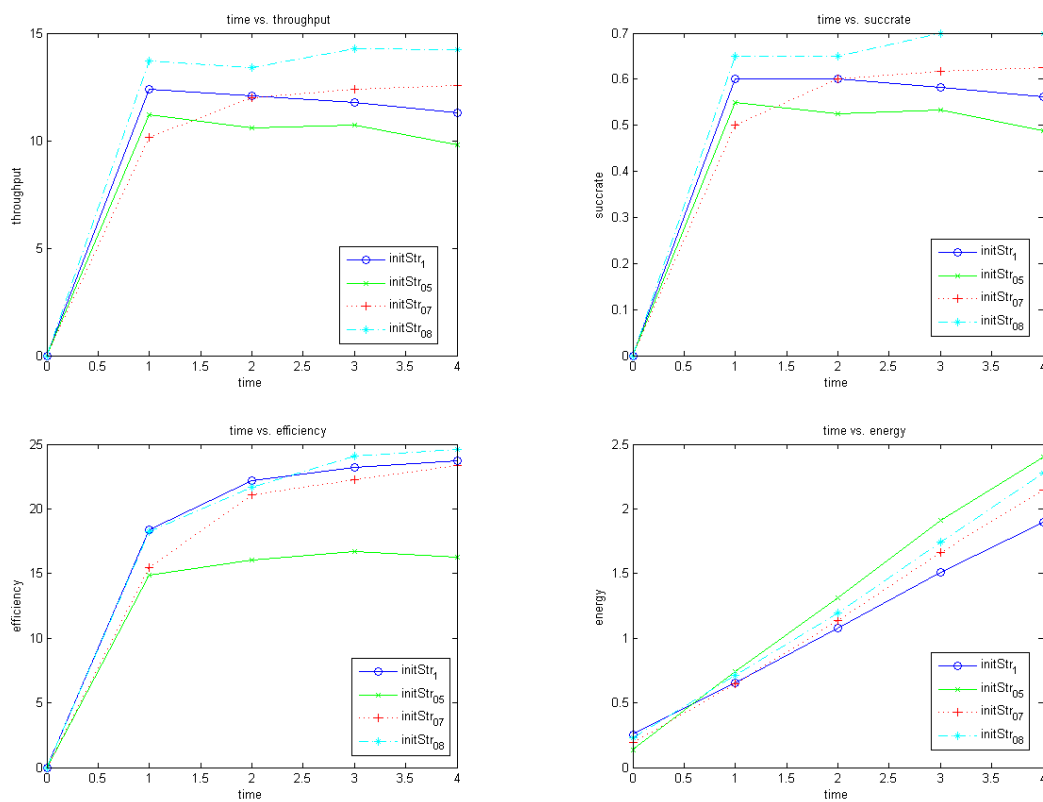 time vs. throughput
15
10
5
0
throughput
0 0.5 1 1.5 2 2.5 3 3.5 4
time
initStr1
initStr05
initStr07
initStr08
time vs. succrate
0.7
0.6
0.5
0.4
0.3
0.2
0.1
0
succrate
0 0.5 1 1.5 2 2.5 3 3.5 4
time
initStr1
initStr05
initStr07
initStr08
time vs. efficiency
25
20
15
10
5
0
efficiency
0 0.5 1 1.5 2 2.5 3 3.5 4
time
initStr1
initStr05
initStr07
initStr08
time vs. energy
2.5
2
1.5
1
0.5
0
energy
0 0.5 1 1.5 2 2.5 3 3.5 4
time
initStr1
initStr05
initStr07
initStr08